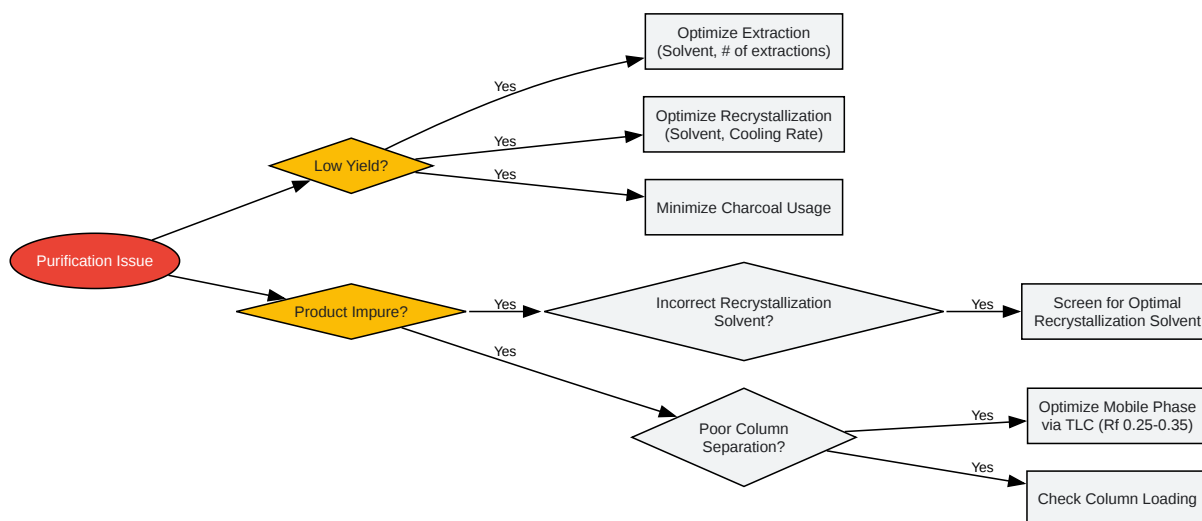 Optimize Extraction
(Solvent, # of extractions)
Yes
Optimize Recrystallization
(Solvent, Cooling Rate)
Yes
Low Yield?
Yes
Minimize Charcoal Usage
Purification Issue
Product Impure?
Yes
Incorrect Recrystallization
Solvent?
Yes
Screen for Optimal
Recrystallization Solvent
Yes
Poor Column
Separation?
Yes
Optimize Mobile Phase
via TLC (Rf 0.25-0.35)
Yes
Check Column Loading